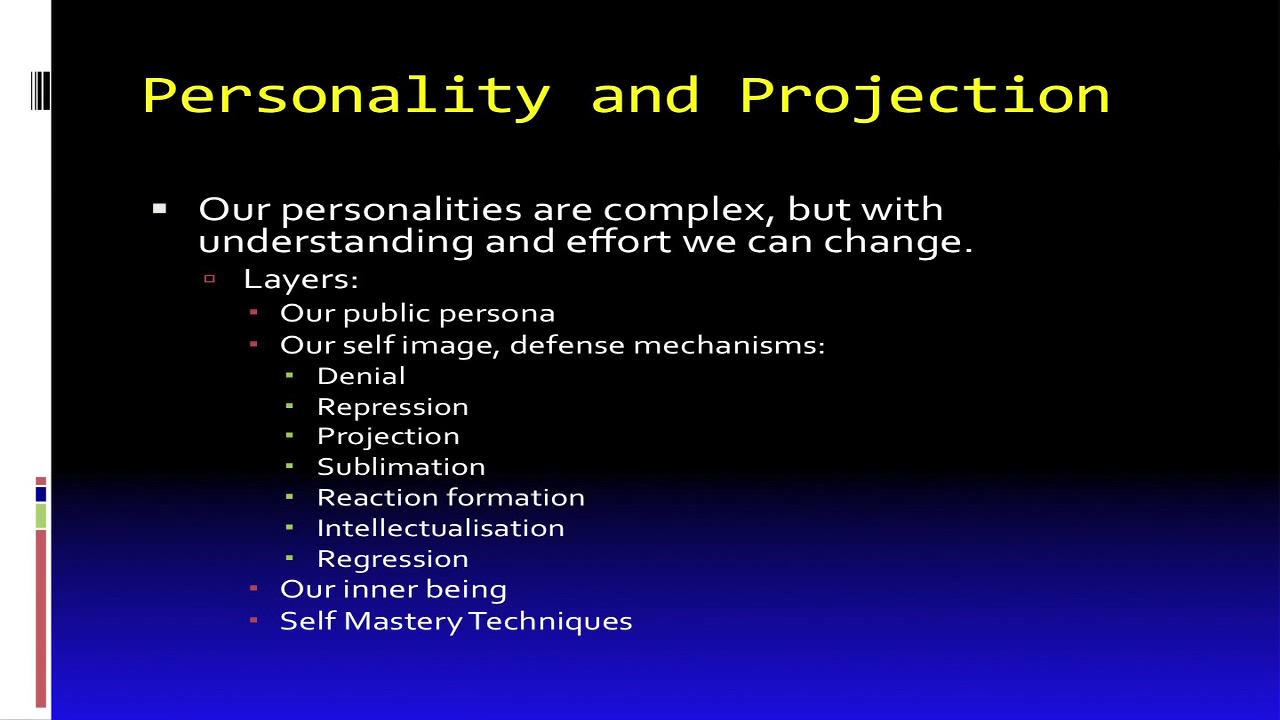 Personality and Projection
Our personalities are complex, but with
understanding and effort we can change.
Layers:
Our public persona
Our self image, defense mechanisms:
Denial
Repression
Projection
Sublimation
Reaction formation
Intellectualisation
Regression
Our inner being
Self Mastery Techniques